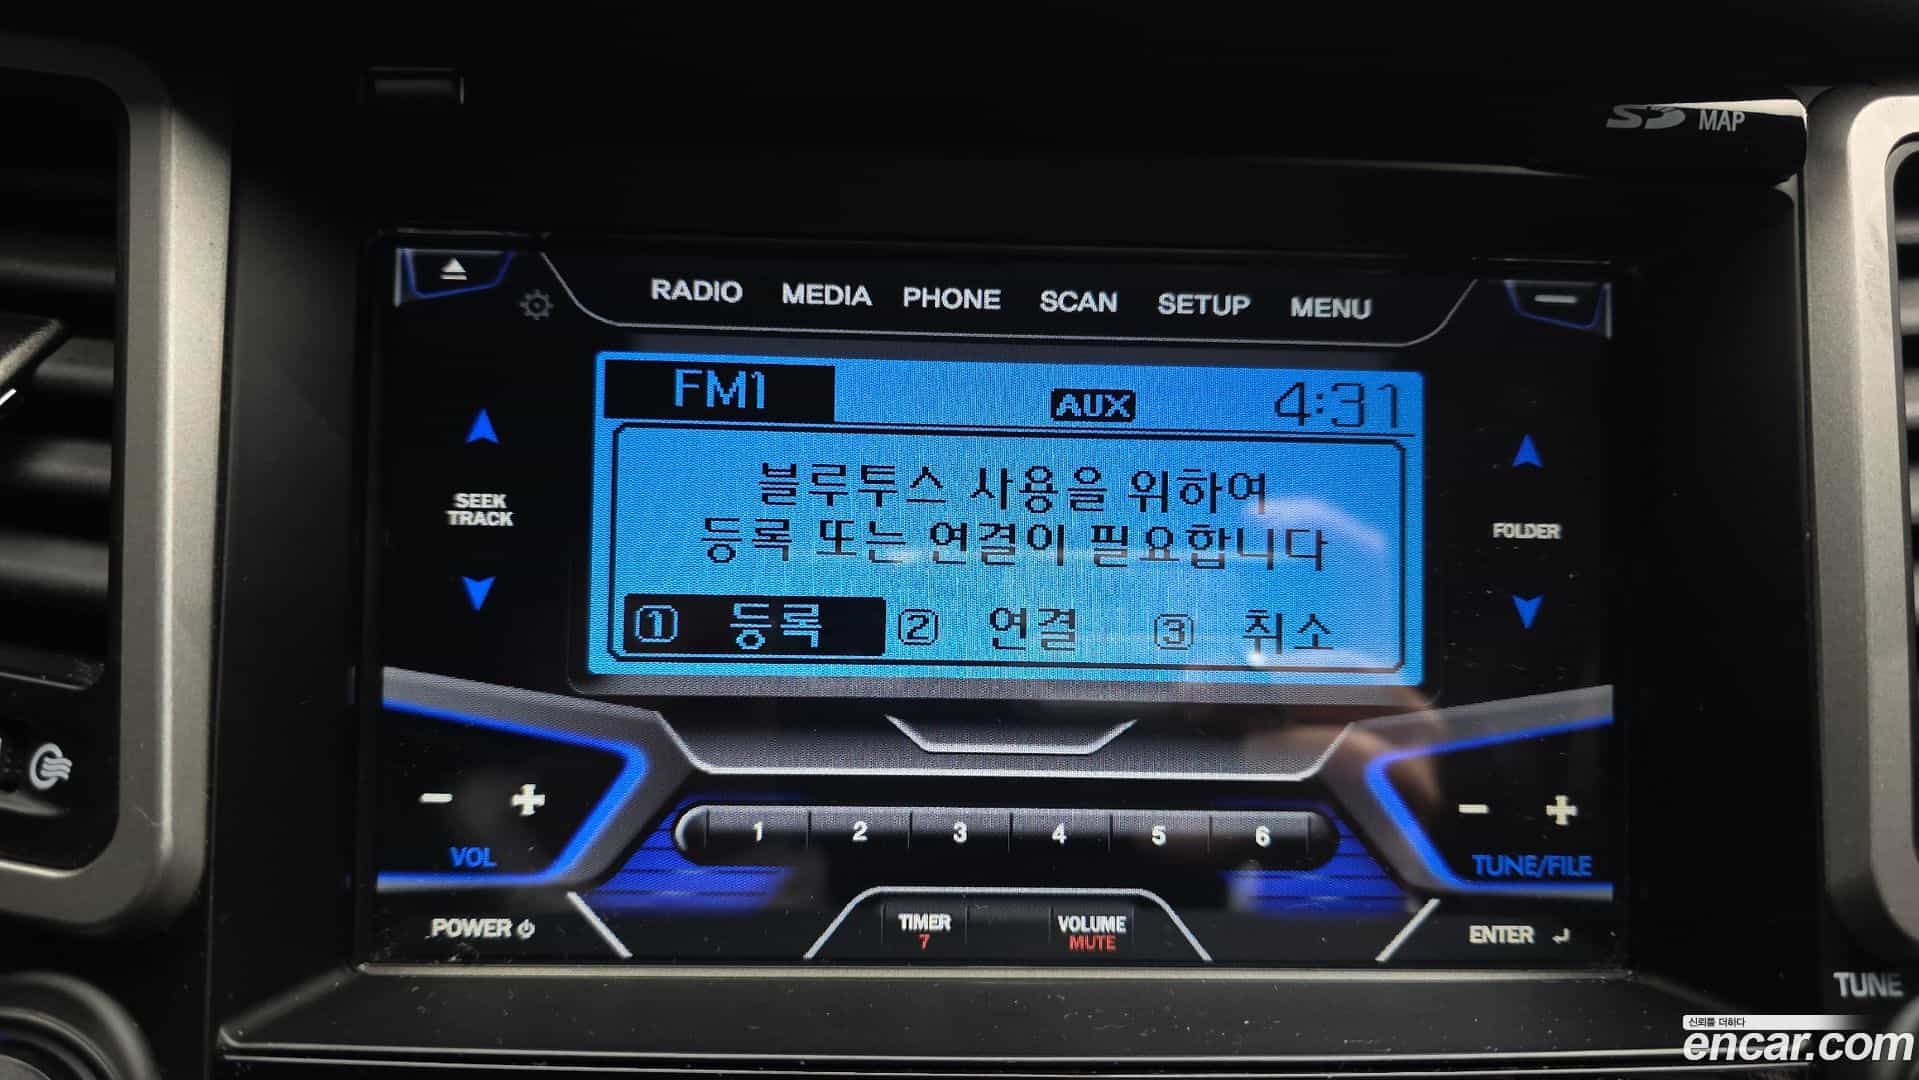 SD MAP
RADIO MEDIA PHONE SCAN SETUP MENU
FM1 AUX 4:31
블루투스 사용을 위하여
등록 또는 연결이 필요합니다
1 등록 2 연결 3 취소
SEEK
TRACK
FOLDER
VOL
1 2 3 4 5 6
TUNE/FILE
POWER
TIMER
7
VOLUME
MUTE
ENTER
TUNE
신뢰를 더하다
encar.com